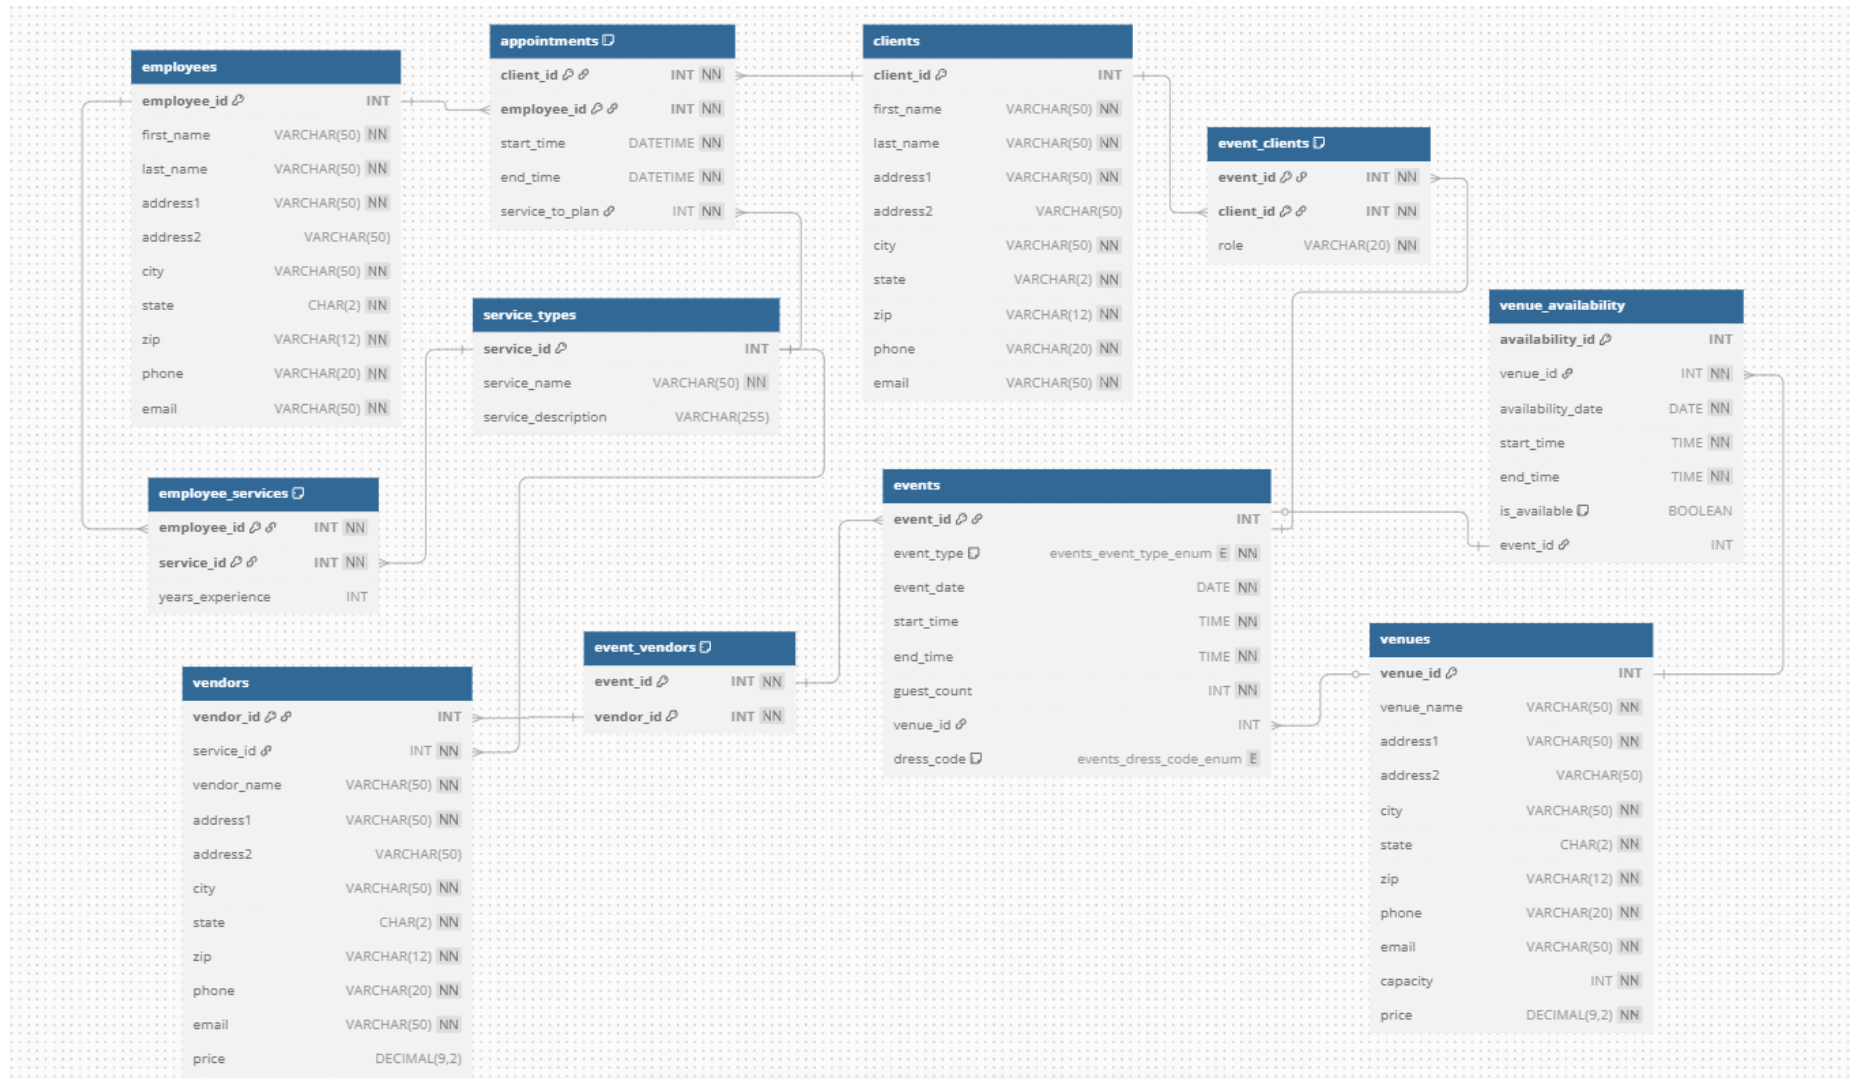 employees
employee_id INT
first_name VARCHAR(50) NN
last_name VARCHAR(50) NN
address1 VARCHAR(50) NN
address2 VARCHAR(50)
city VARCHAR(50) NN
state CHAR(2) NN
zip VARCHAR(12) NN
phone VARCHAR(20) NN
email VARCHAR(50) NN
appointments
client_id INT NN
employee_id INT NN
start_time DATETIME NN
end_time DATETIME NN
service_to_plan INT NN
clients
client_id INT
first_name VARCHAR(50) NN
last_name VARCHAR(50) NN
address1 VARCHAR(50) NN
address2 VARCHAR(50)
city VARCHAR(50) NN
state VARCHAR(2) NN
zip VARCHAR(12) NN
phone VARCHAR(20) NN
email VARCHAR(50) NN
event_clients
event_id INT NN
client_id INT NN
role VARCHAR(20) NN
service_types
service_id INT
service_name VARCHAR(50) NN
service_description VARCHAR(255)
venue_availability
availability_id INT
venue_id INT NN
availability_date DATE NN
start_time TIME NN
end_time TIME NN
is_available BOOLEAN
event_id INT
employee_services
employee_id INT NN
service_id INT NN
years_experience INT
events
event_id INT
event_type events_event_type_enum E NN
event_date DATE NN
start_time TIME NN
end_time TIME NN
guest_count INT NN
venue_id INT
dress_code events_dress_code_enum E
event_vendors
event_id INT NN
vendor_id INT NN
vendors
vendor_id INT
service_id INT NN
vendor_name VARCHAR(50) NN
address1 VARCHAR(50) NN
address2 VARCHAR(50)
city VARCHAR(50) NN
state CHAR(2) NN
zip VARCHAR(12) NN
phone VARCHAR(20) NN
email VARCHAR(50) NN
price DECIMAL(9,2)
venues
venue_id INT
venue_name VARCHAR(50) NN
address1 VARCHAR(50) NN
address2 VARCHAR(50)
city VARCHAR(50) NN
state CHAR(2) NN
zip VARCHAR(12) NN
phone VARCHAR(20) NN
email VARCHAR(50) NN
capacity INT NN
price DECIMAL(9,2) NN